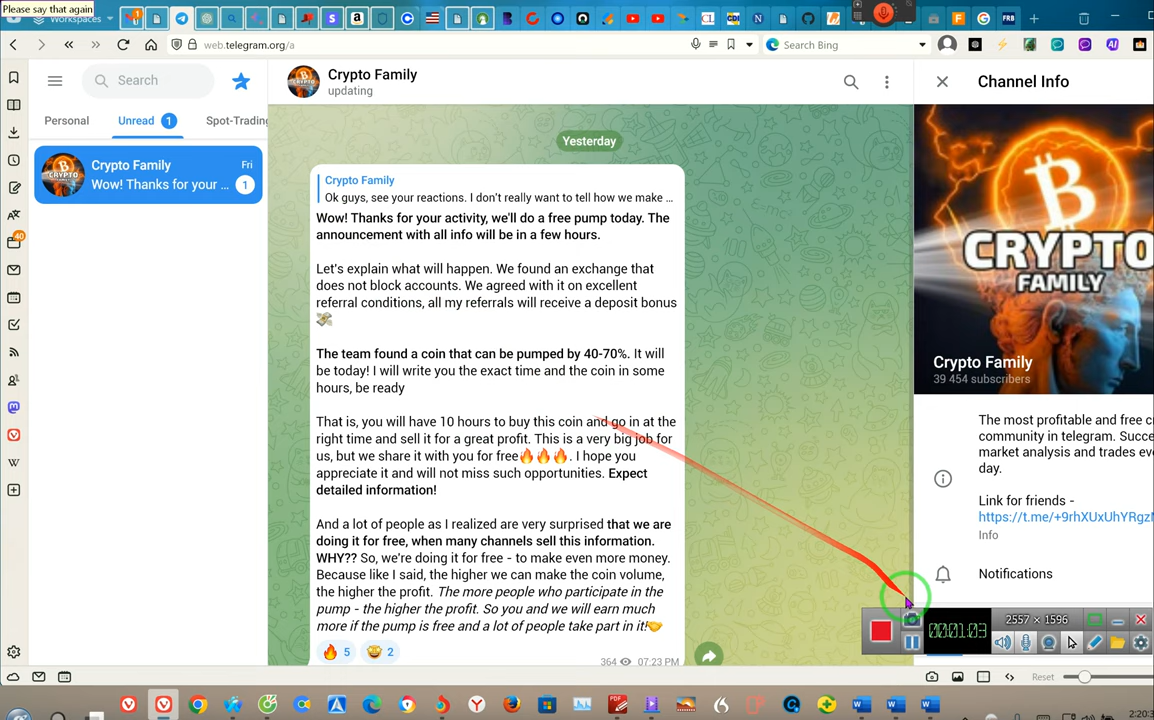 Please say that again
Workspaces
web.telegram.org/a
Search Bing
Search
Crypto Family
updating
Channel Info
Personal
Unread 1
Spot-Trading
Crypto Family
Fri
Wow! Thanks for your ...
1
40
Yesterday
Crypto Family
Ok guys, see your reactions. I don't really want to tell how we make ...
Wow! Thanks for your activity, we'll do a free pump today. The
announcement with all info will be in a few hours.
Let's explain what will happen. We found an exchange that
does not block accounts. We agreed with it on excellent
referral conditions, all my referrals will receive a deposit bonus
The team found a coin that can be pumped by 40-70%. It will
be today! I will write you the exact time and the coin in some
hours, be ready
That is, you will have 10 hours to buy this coin and go in at the
right time and sell it for a great profit. This is a very big job for
us, but we share it with you for free🔥🔥🔥. I hope you
appreciate it and will not miss such opportunities. Expect
detailed information!
And a lot of people as I realized are very surprised that we are
doing it for free, when many channels sell this information.
WHY?? So, we're doing it for free - to make even more money.
Because like I said, the higher we can make the coin volume,
the higher the profit. The more people who participate in the
pump - the higher the profit. So you and we will earn much
more if the pump is free and a lot of people take part in it!🤝
🔥 5
🤩 2
364
07:23 PM
CRYPTO
FAMILY
Crypto Family
39 454 subscribers
The most profitable and free c
community in telegram. Succe
market analysis and trades eve
day.
Link for friends -
https://t.me/+9rhXUxUhYRgzN
Info
Notifications
2557 × 1596
00:01:03
Reset
2:20:3